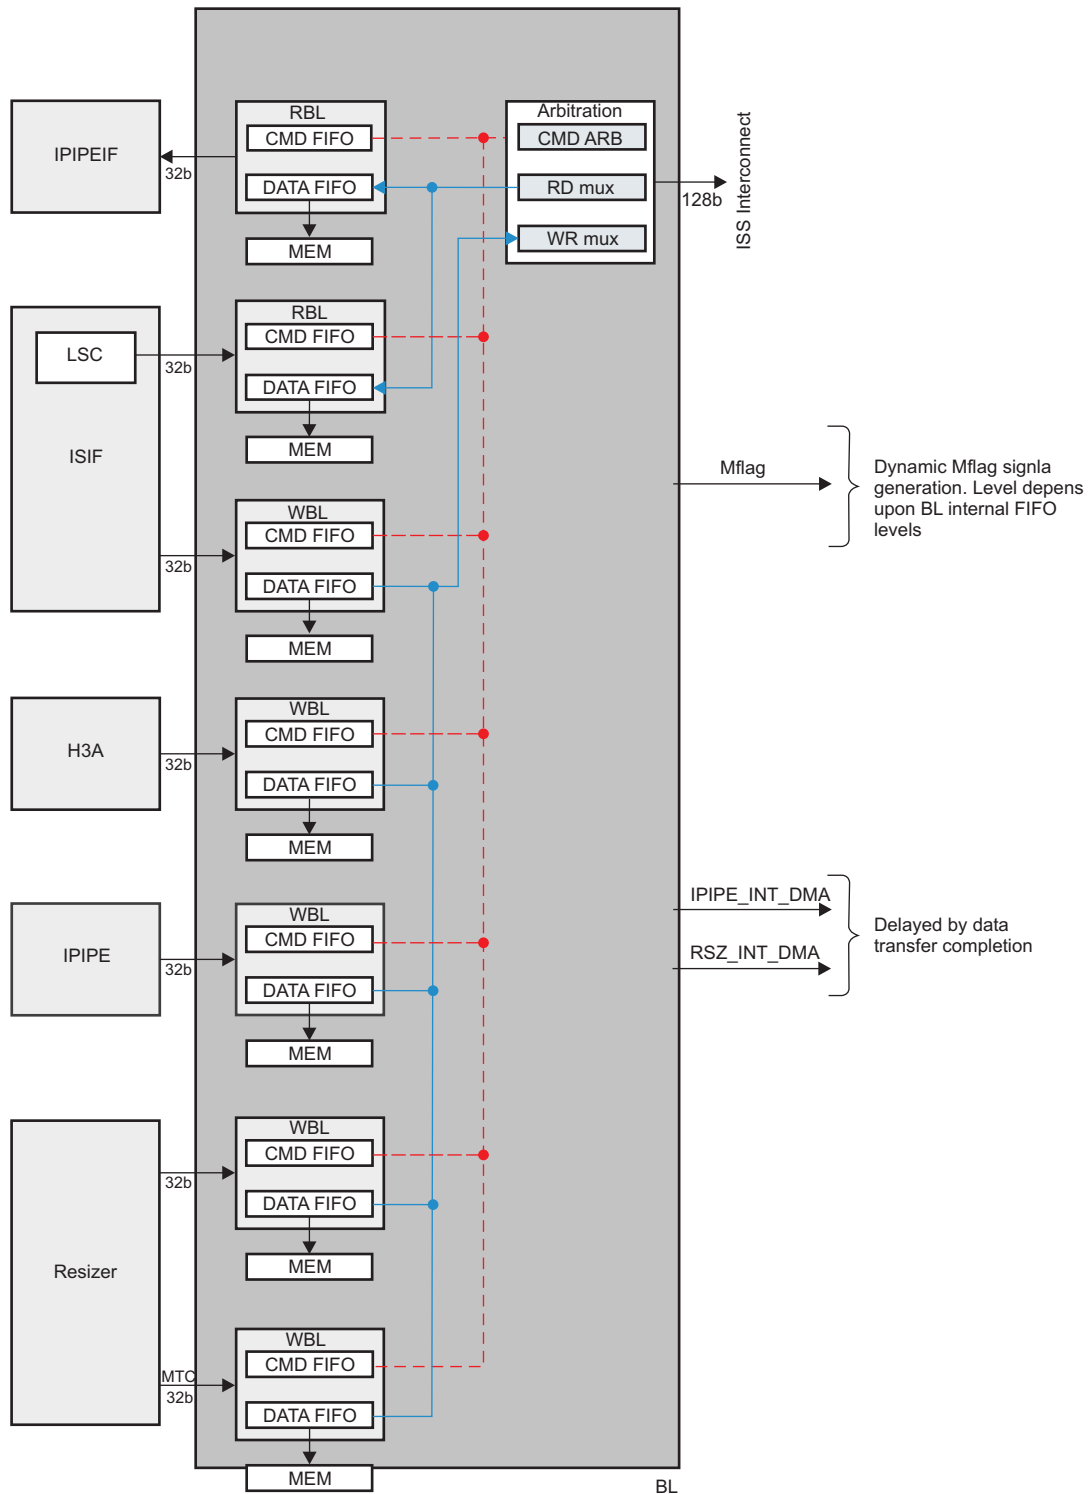 RBL
Arbitration
IPIPEIF
CMD FIFO
CMD ARB
32b
DATA FIFO
RD mux
128b
ISS Interconnect
WR mux
MEM
RBL
LSC
CMD FIFO
32b
DATA FIFO
MEM
ISIF
Mflag
Dynamic Mflag signla
generation. Level depens
upon BL internal FIFO
levels
WBL
CMD FIFO
32b
DATA FIFO
MEM
WBL
H3A
CMD FIFO
32b
DATA FIFO
MEM
IPIPE_INT_DMA
Delayed by data
transfer completion
RSZ_INT_DMA
WBL
IPIPE
CMD FIFO
32b
DATA FIFO
MEM
WBL
CMD FIFO
32b
DATA FIFO
MEM
Resizer
WBL
CMD FIFO
MTC
32b
DATA FIFO
MEM
BL